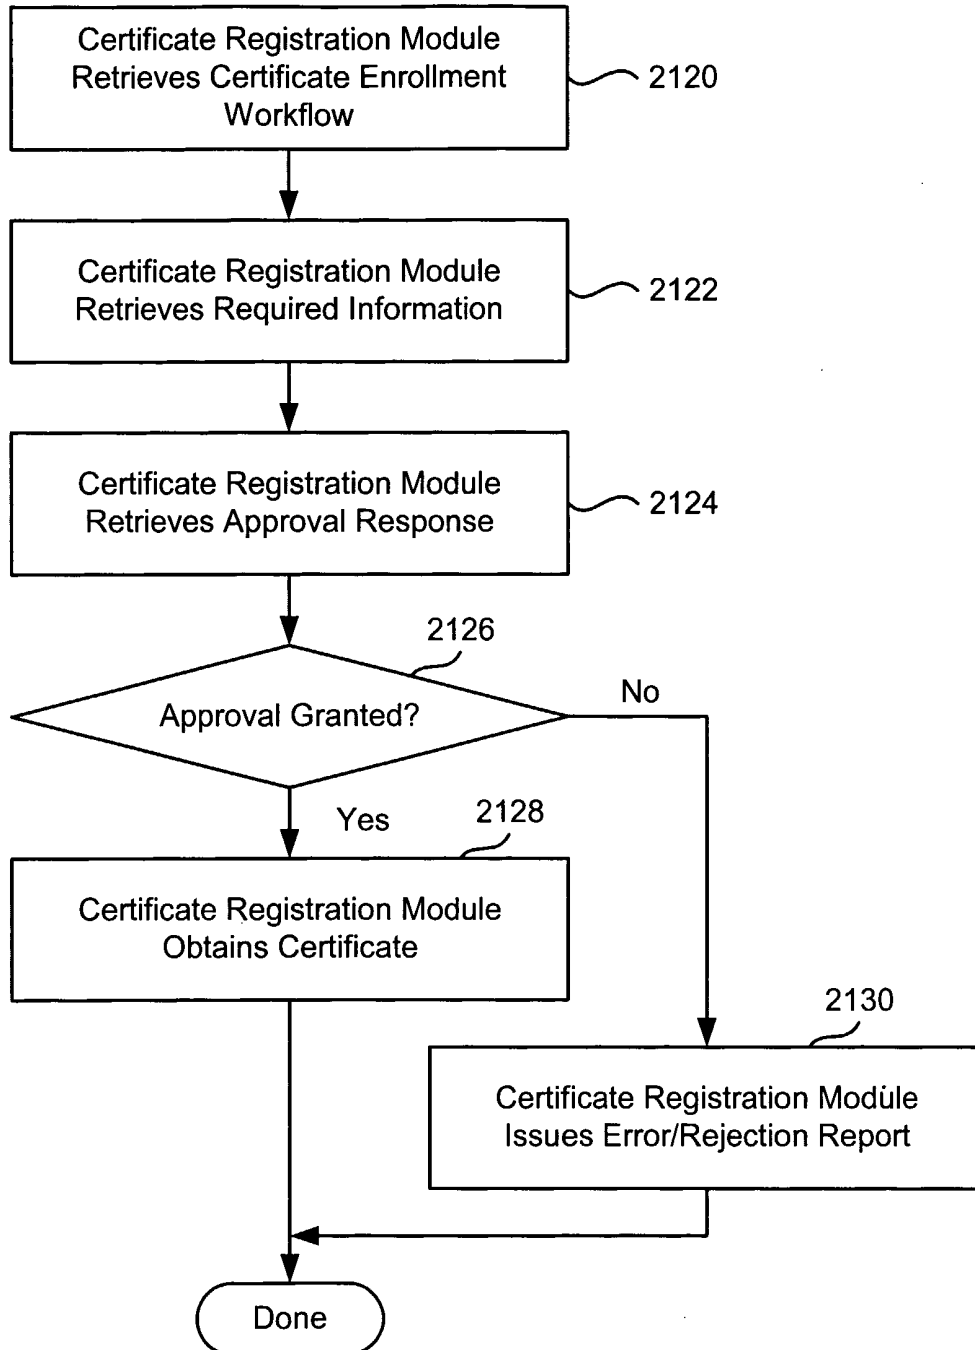 Certificate Registration Module
Retrieves Certificate Enrollment
Workflow
2120
Certificate Registration Module
Retrieves Required Information
2122
Certificate Registration Module
Retrieves Approval Response
2124
2126
Approval Granted?
No
Yes
2128
Certificate Registration Module
Obtains Certificate
2130
Certificate Registration Module
Issues Error/Rejection Report
Done